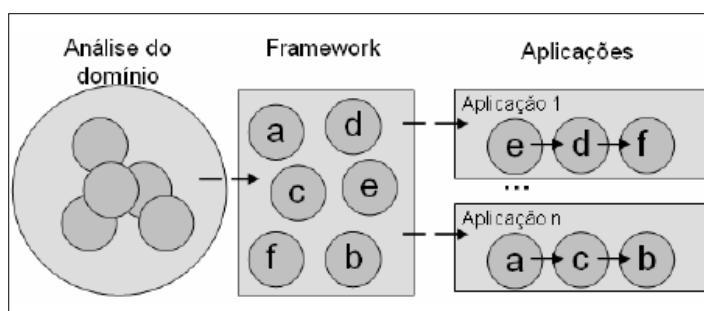 Análise do
domínio
Framework
Aplicações
a
d
c
e
f
b
Aplicação 1
e d f
...
Aplicação n
a c b